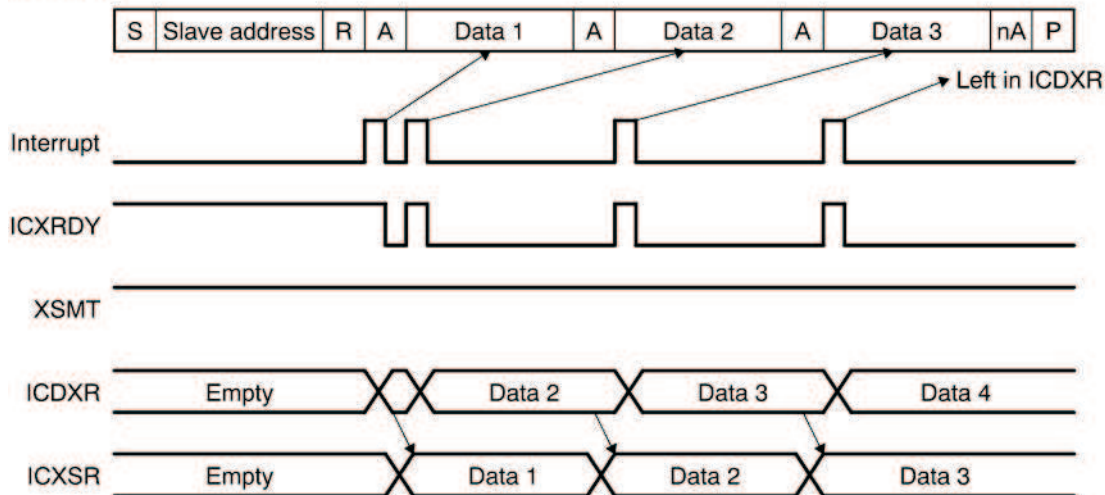 S Slave address R A Data 1 A Data 2 A Data 3 nA P
Left in ICDXR
Interrupt
ICXRDY
XSMT
ICDXR Empty Data 2 Data 3 Data 4
ICXSR Empty Data 1 Data 2 Data 3